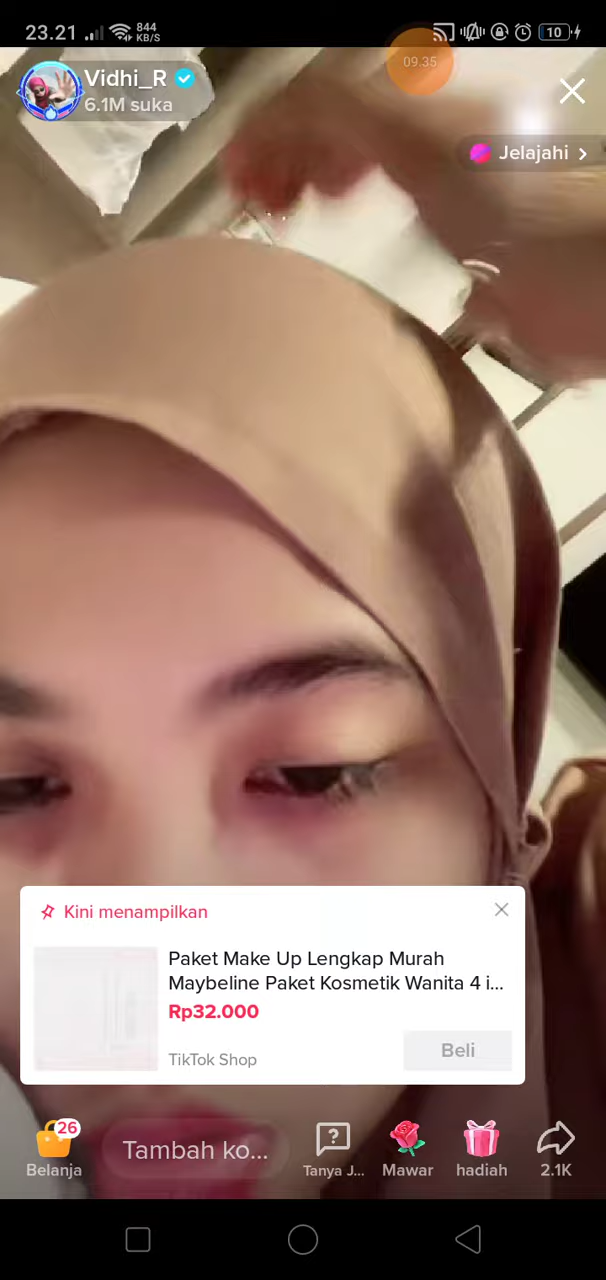 23.21
844
KB/S
10
09.35
Vidhi_R
6.1M suka
Jelajahi
Kini menampilkan
Paket Make Up Lengkap Murah
Maybeline Paket Kosmetik Wanita 4 i...
Rp32.000
TikTok Shop
Beli
26
Belanja
Tambah ko...
?
Tanya J...
Mawar
hadiah
2.1K